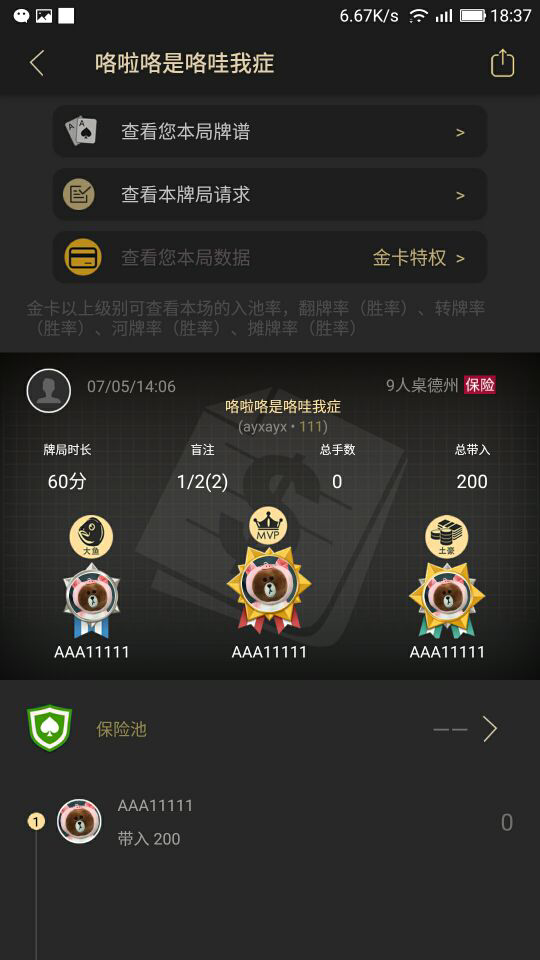 6.67K/s 18:37
咯啦咯是咯哇我症
查看您本局牌谱 >
查看本牌局请求 >
查看您本局数据 金卡特权 >
金卡以上级别可查看本场的入池率，翻牌率（胜率）、转牌率
（胜率）、河牌率（胜率）、摊牌率（胜率）
07/05/14:06 9人桌德州 保险
咯啦咯是咯哇我症
(ayxayx • 111)
牌局时长 盲注 总手数 总带入
60分 1/2(2) 0 200
大鱼 MVP 土豪
AAA11111 AAA11111 AAA11111
保险池 —— >
1 AAA11111
带入 200 0